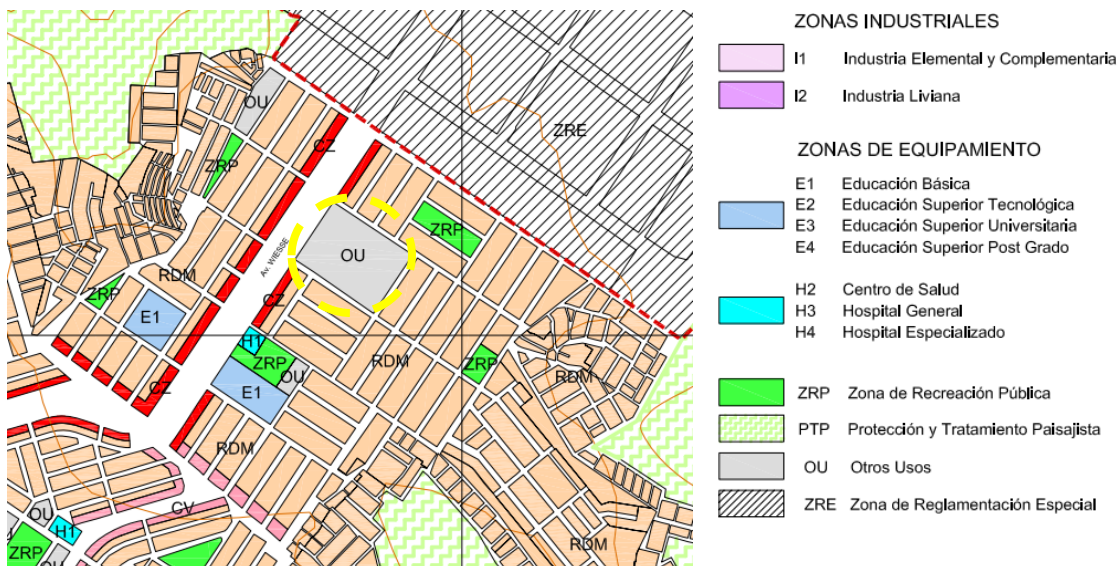 OU
CZ
ZRE
ZRP
ZRP
Av. WIESSE
OU
RDM
ZRP
CZ
E1
H1
ZRP
OU
RDM
ZRP
RDM
CZ
E1
RDM
CV
OU
H1
ZRP
OU
RDM
ZONAS INDUSTRIALES
I1 Industria Elemental y Complementaria
I2 Industria Liviana
ZONAS DE EQUIPAMIENTO
E1 Educación Básica
E2 Educación Superior Tecnológica
E3 Educación Superior Universitaria
E4 Educación Superior Post Grado
H2 Centro de Salud
H3 Hospital General
H4 Hospital Especializado
ZRP Zona de Recreación Pública
PTP Protección y Tratamiento Paisajista
OU Otros Usos
ZRE Zona de Reglamentación Especial